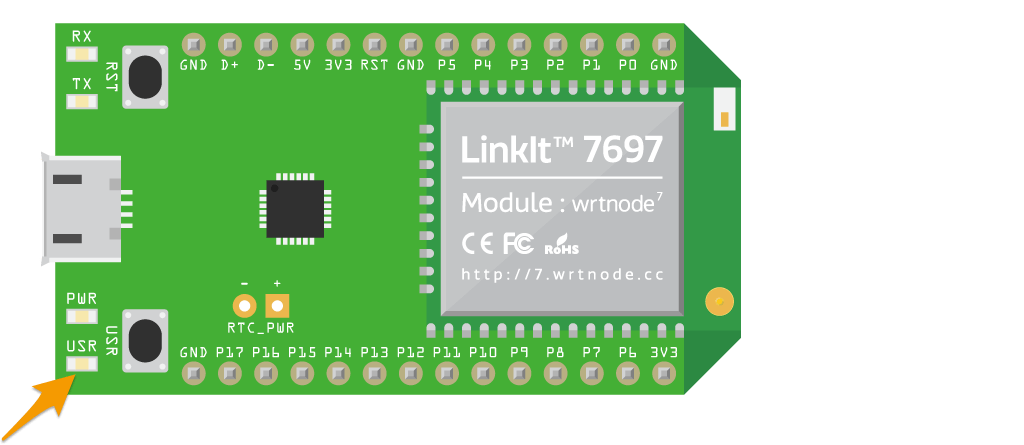 RX
TX
RST
GND D+ D- 5V 3V3 RST GND P5 P4 P3 P2 P1 P0 GND
LinkIt™ 7697
Module : wrtnode⁷
CE FC RoHS
http://7.wrtnode.cc
- +
RTC_PWR
PWR
USR
USR
GND P17 P16 P15 P14 P13 P12 P11 P10 P9 P8 P7 P6 3V3